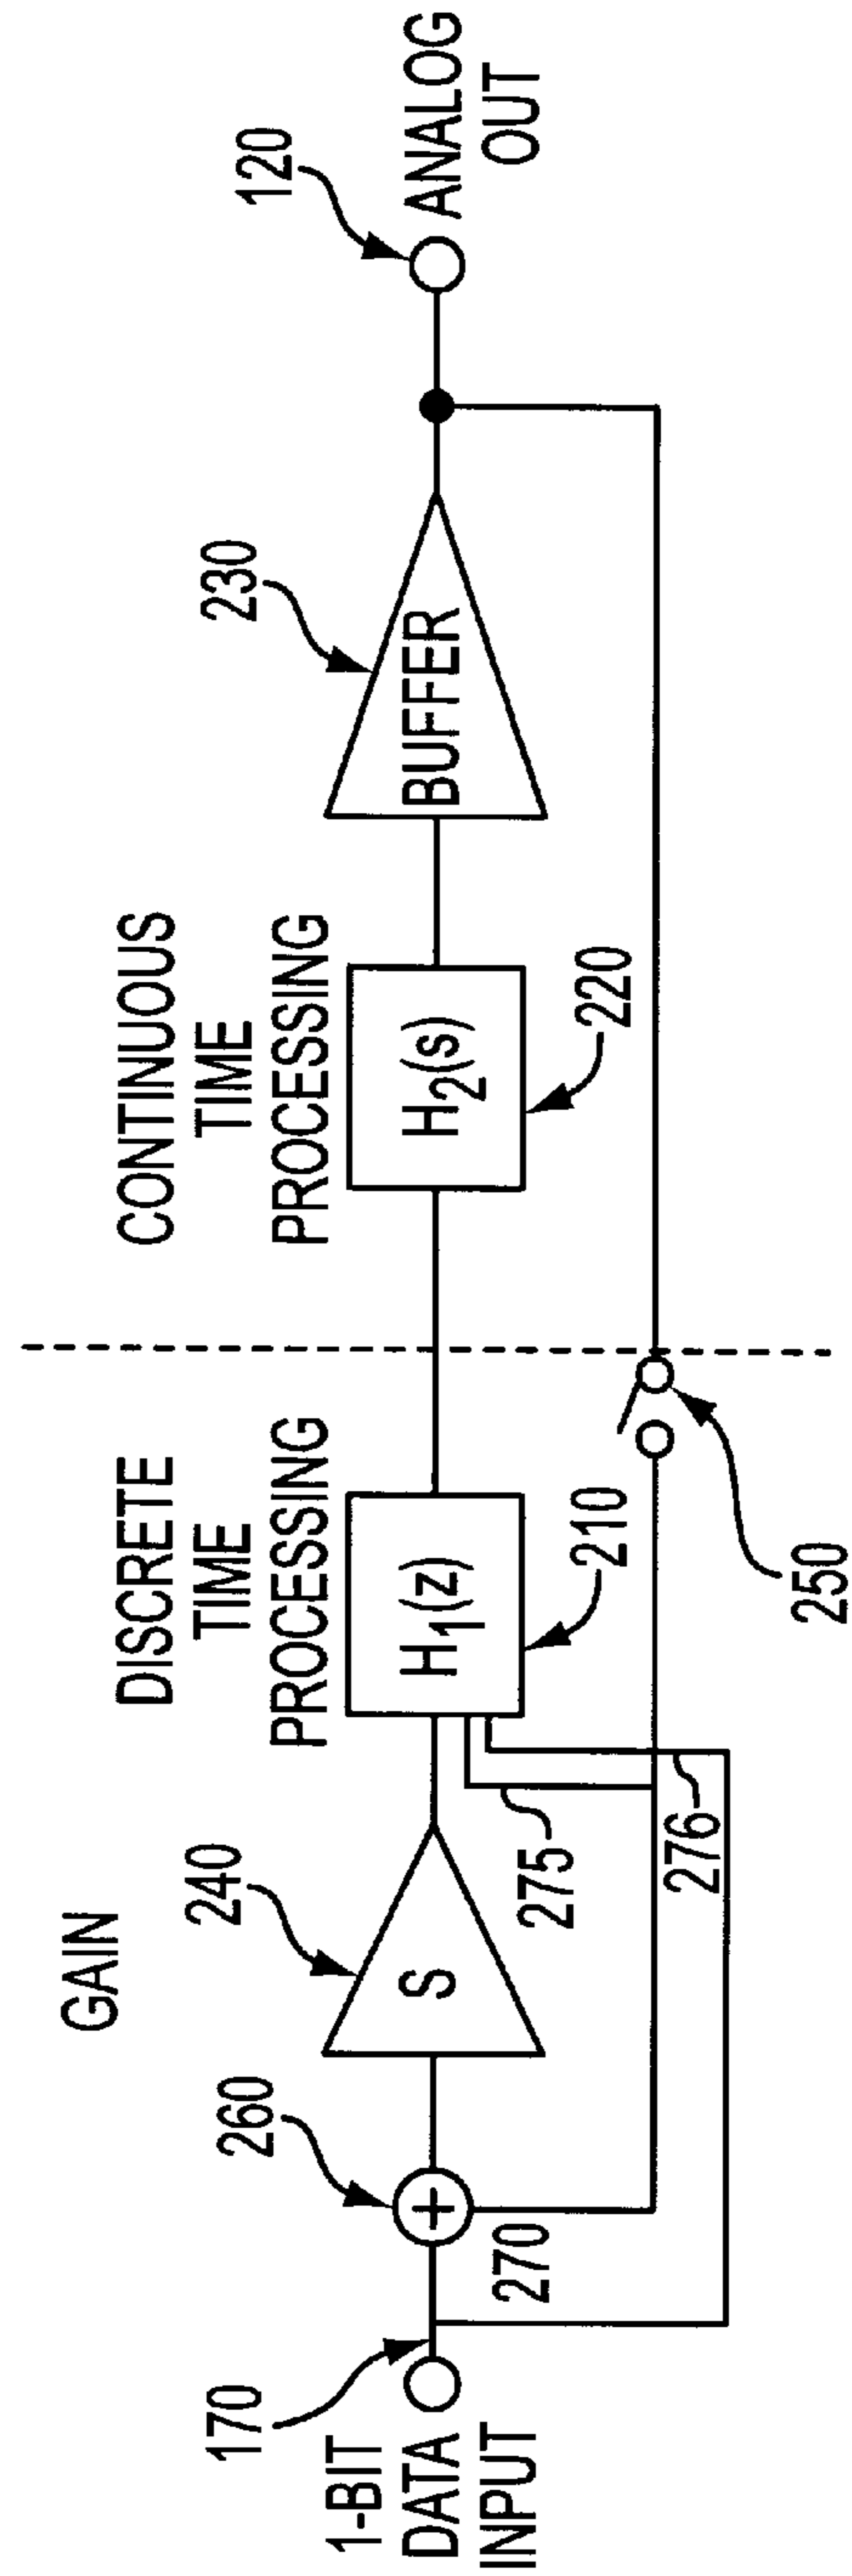 GAIN
DISCRETE
TIME
PROCESSING
CONTINUOUS
TIME
PROCESSING
170
1-BIT
DATA
INPUT
260
+
270
240
S
275
276
H1(z)
210
250
H2(s)
220
230
BUFFER
120
ANALOG
OUT